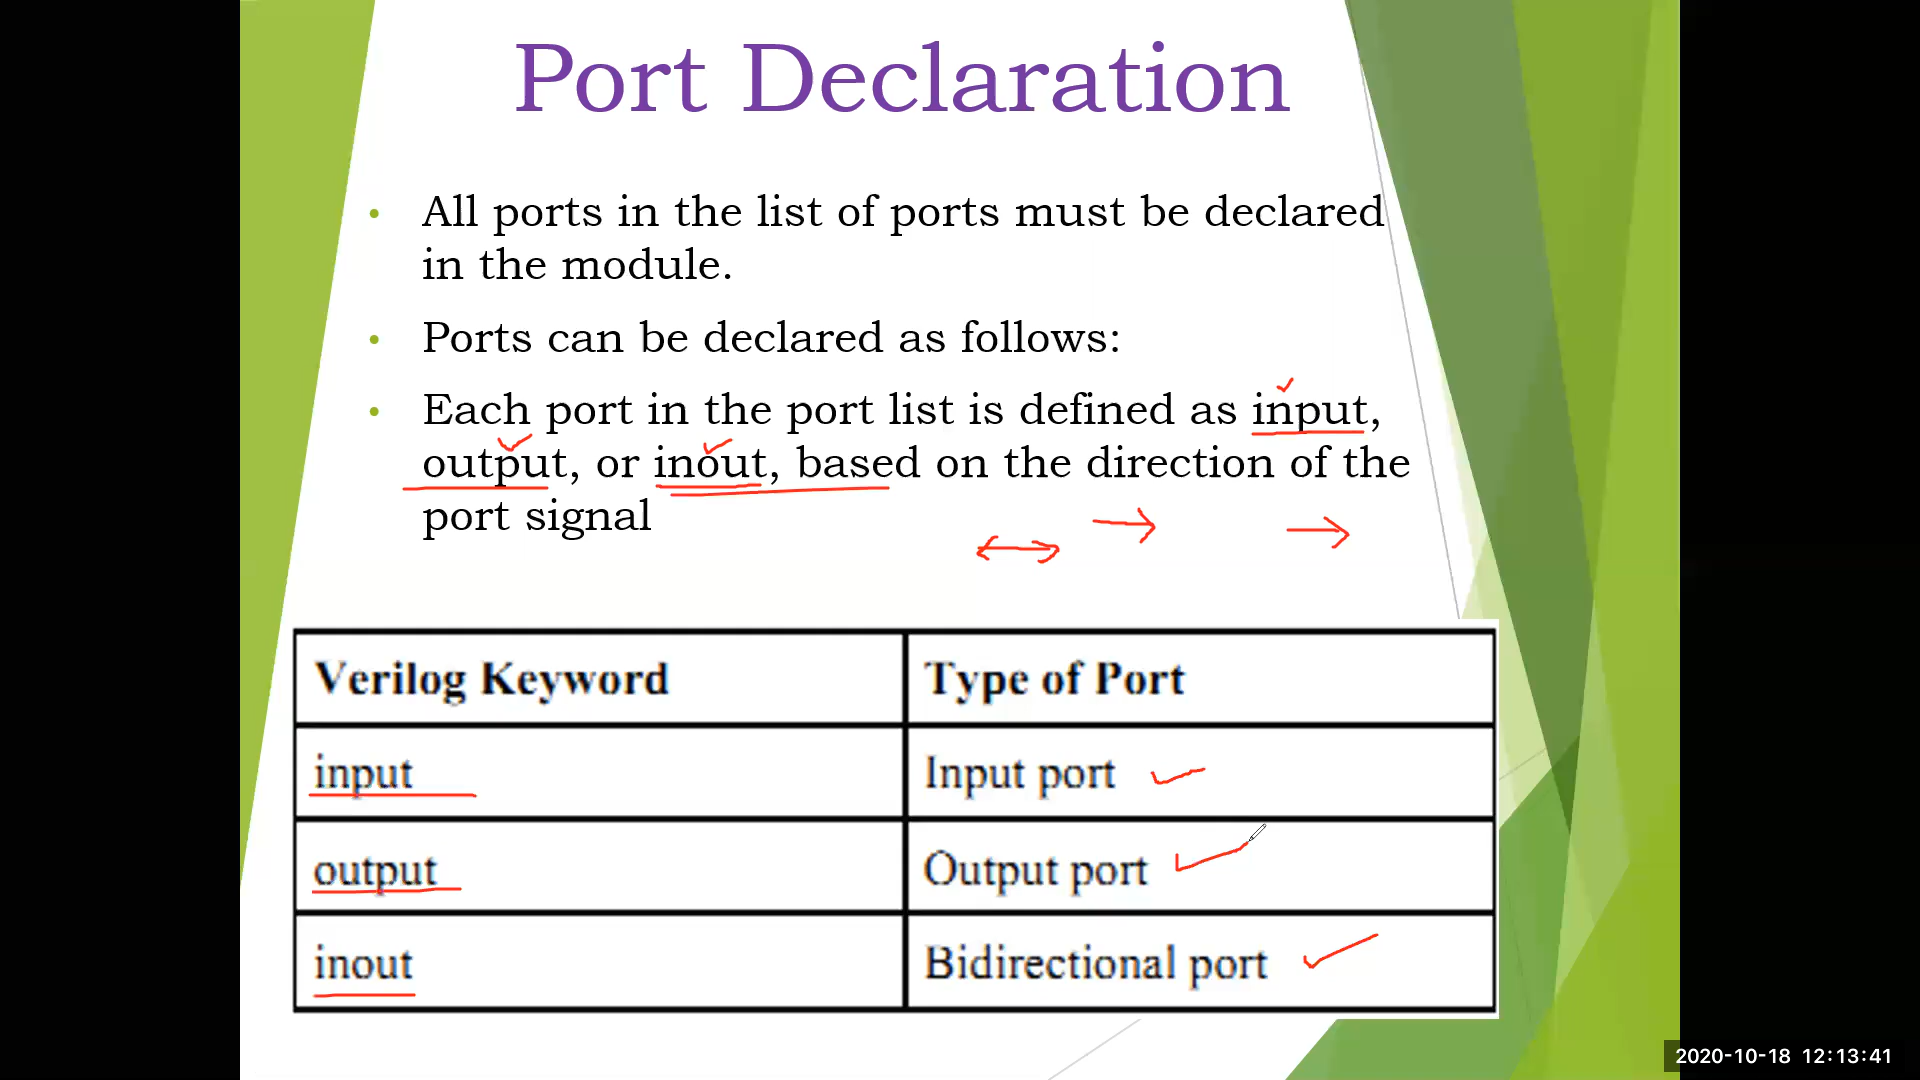 Port Declaration
• All ports in the list of ports must be declared
in the module.
• Ports can be declared as follows:
• Each port in the port list is defined as input,
output, or inout, based on the direction of the
port signal
Verilog Keyword Type of Port
input Input port
output Output port
inout Bidirectional port
2020-10-18 12:13:41